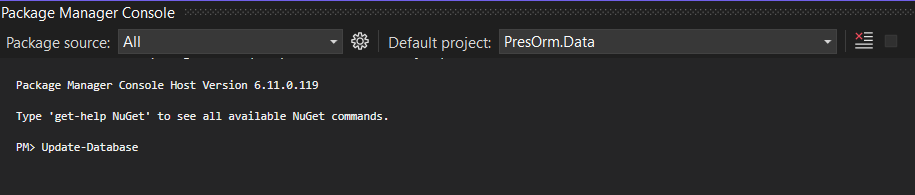 Package Manager Console
Package source: All Default project: PresOrm.Data
Package Manager Console Host Version 6.11.0.119
Type 'get-help NuGet' to see all available NuGet commands.
PM> Update-Database